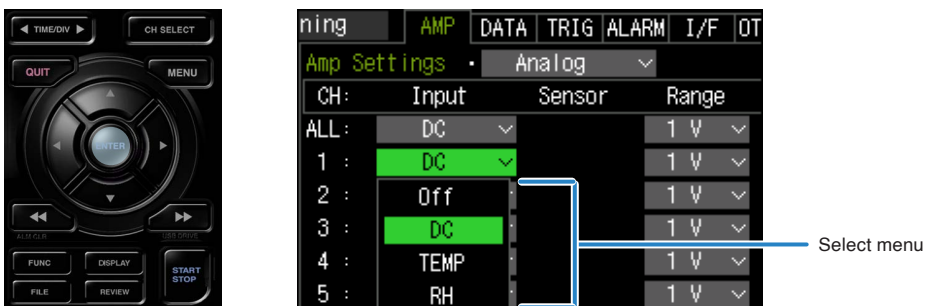 TIME/DIV
CH SELECT
QUIT
MENU
ENTER
ALM CLR
USB DRIVE
FUNC
DISPLAY
START
STOP
FILE
REVIEW
ning AMP DATA TRIG ALARM I/F OT
Amp Settings Analog
CH: Input Sensor Range
ALL: DC 1 V
1 : DC 1 V
2 : Off 1 V
3 : DC 1 V
4 : TEMP 1 V
5 : RH 1 V
Select menu